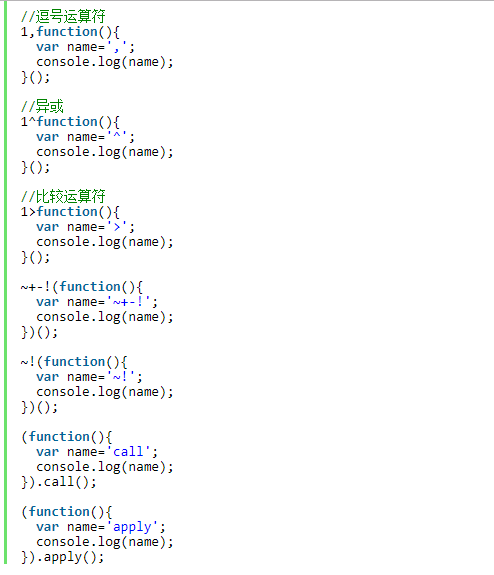 //逗号运算符
1,function(){
  var name=',';
  console.log(name);
}();
//异或
1^function(){
  var name='^';
  console.log(name);
}();
//比较运算符
1>function(){
  var name='>';
  console.log(name);
}();
~+-!(function(){
  var name='~+-!';
  console.log(name);
})();
~!(function(){
  var name='~!';
  console.log(name);
})();
(function(){
  var name='call';
  console.log(name);
}).call();
(function(){
  var name='apply';
  console.log(name);
}).apply();